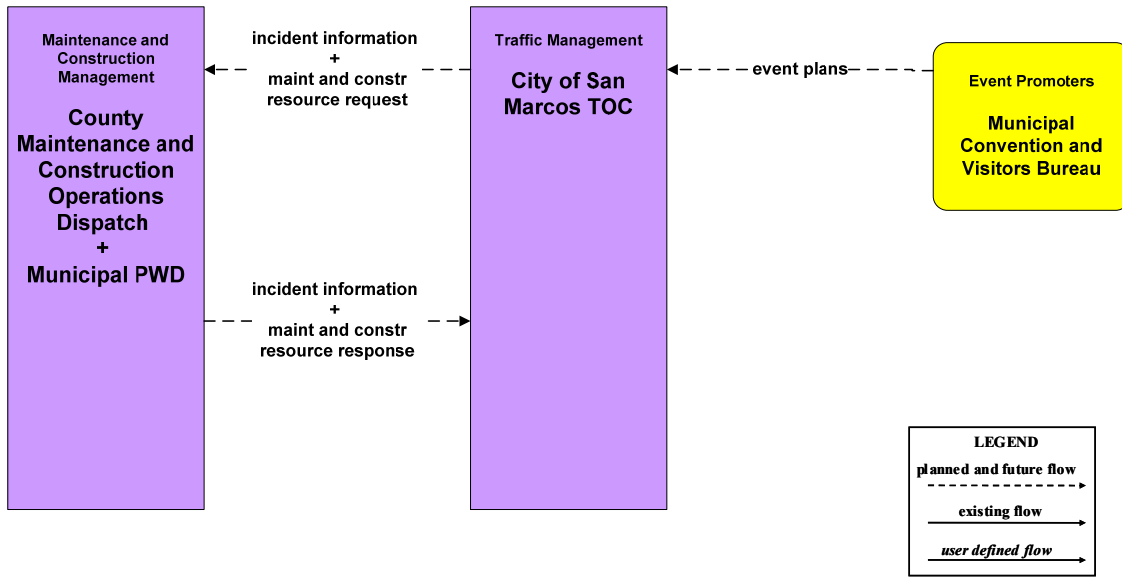 Maintenance and
Construction
Management
County
Maintenance and
Construction
Operations
Dispatch
+
Municipal PWD
incident information
+
maint and constr
resource request
incident information
+
maint and constr
resource response
Traffic Management
City of San
Marcos TOC
event plans
Event Promoters
Municipal
Convention and
Visitors Bureau
LEGEND
planned and future flow
existing flow
user defined flow